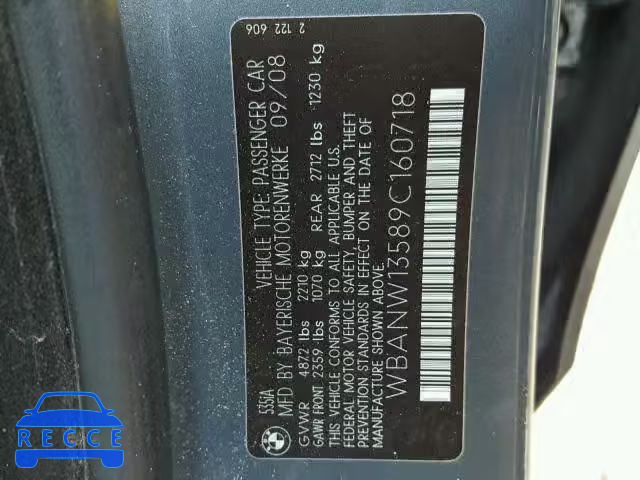 535IA VEHICLE TYPE: PASSENGER CAR
MFD BY BAYERISCHE MOTORENWERKE 09/08
GVWR 4872 lbs 2210 kg
GAWR FRONT 2359 lbs 1070 kg REAR 2712 lbs 1230 kg
THIS VEHICLE CONFORMS TO ALL APPLICABLE U.S.
FEDERAL MOTOR VEHICLE SAFETY, BUMPER AND THEFT
PREVENTION STANDARDS IN EFFECT ON THE DATE OF
MANUFACTURE SHOWN ABOVE.
WBANW13589C160718
2 122 606
BMW
RECCE